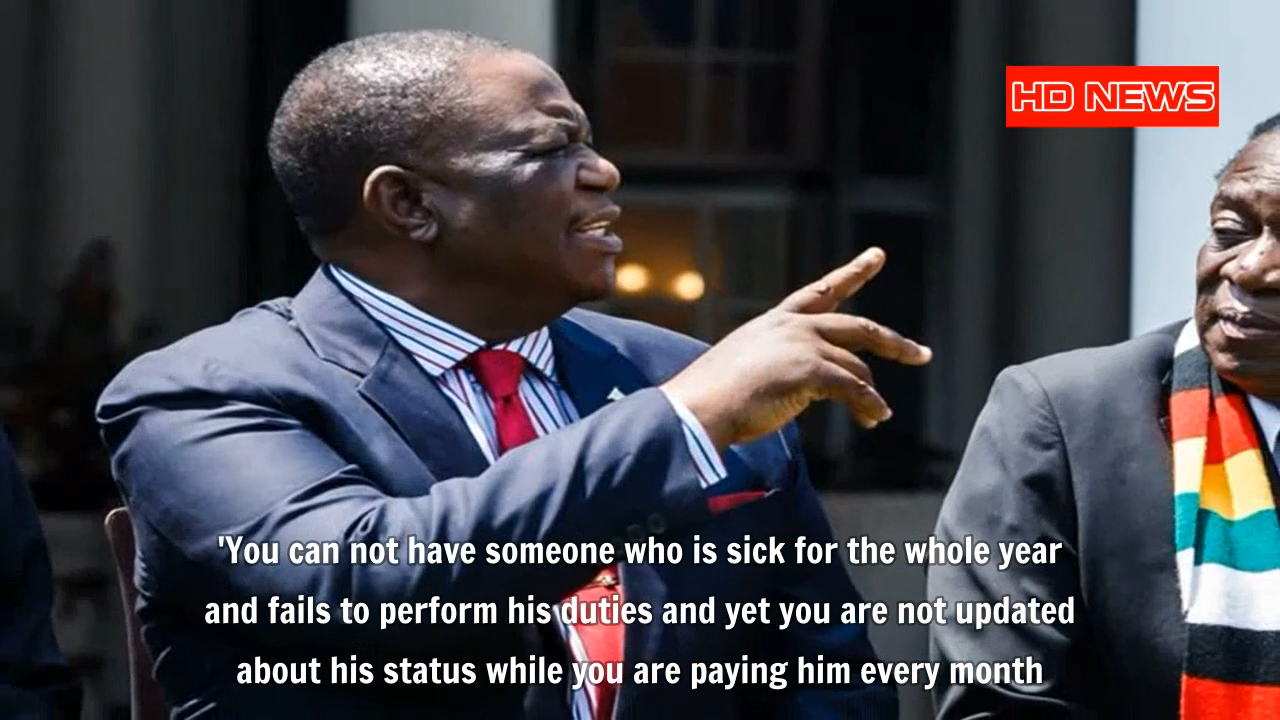 HD NEWS
'You can not have someone who is sick for the whole year
and fails to perform his duties and yet you are not updated
about his status while you are paying him every month